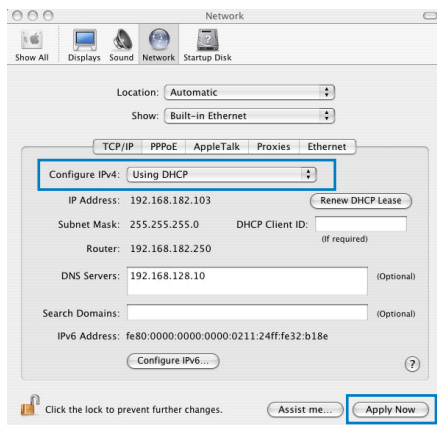 Network
Show All Displays Sound Network Startup Disk
Location: Automatic
Show: Built-in Ethernet
TCP/IP PPPoE AppleTalk Proxies Ethernet
Configure IPv4: Using DHCP
IP Address: 192.168.182.103 Renew DHCP Lease
Subnet Mask: 255.255.255.0 DHCP Client ID:
(If required)
Router: 192.168.182.250
DNS Servers: 192.168.128.10 (Optional)
Search Domains: (Optional)
IPv6 Address: fe80:0000:0000:0000:0211:24ff:fe32:b18e
Configure IPv6... ?
Click the lock to prevent further changes. Assist me... Apply Now